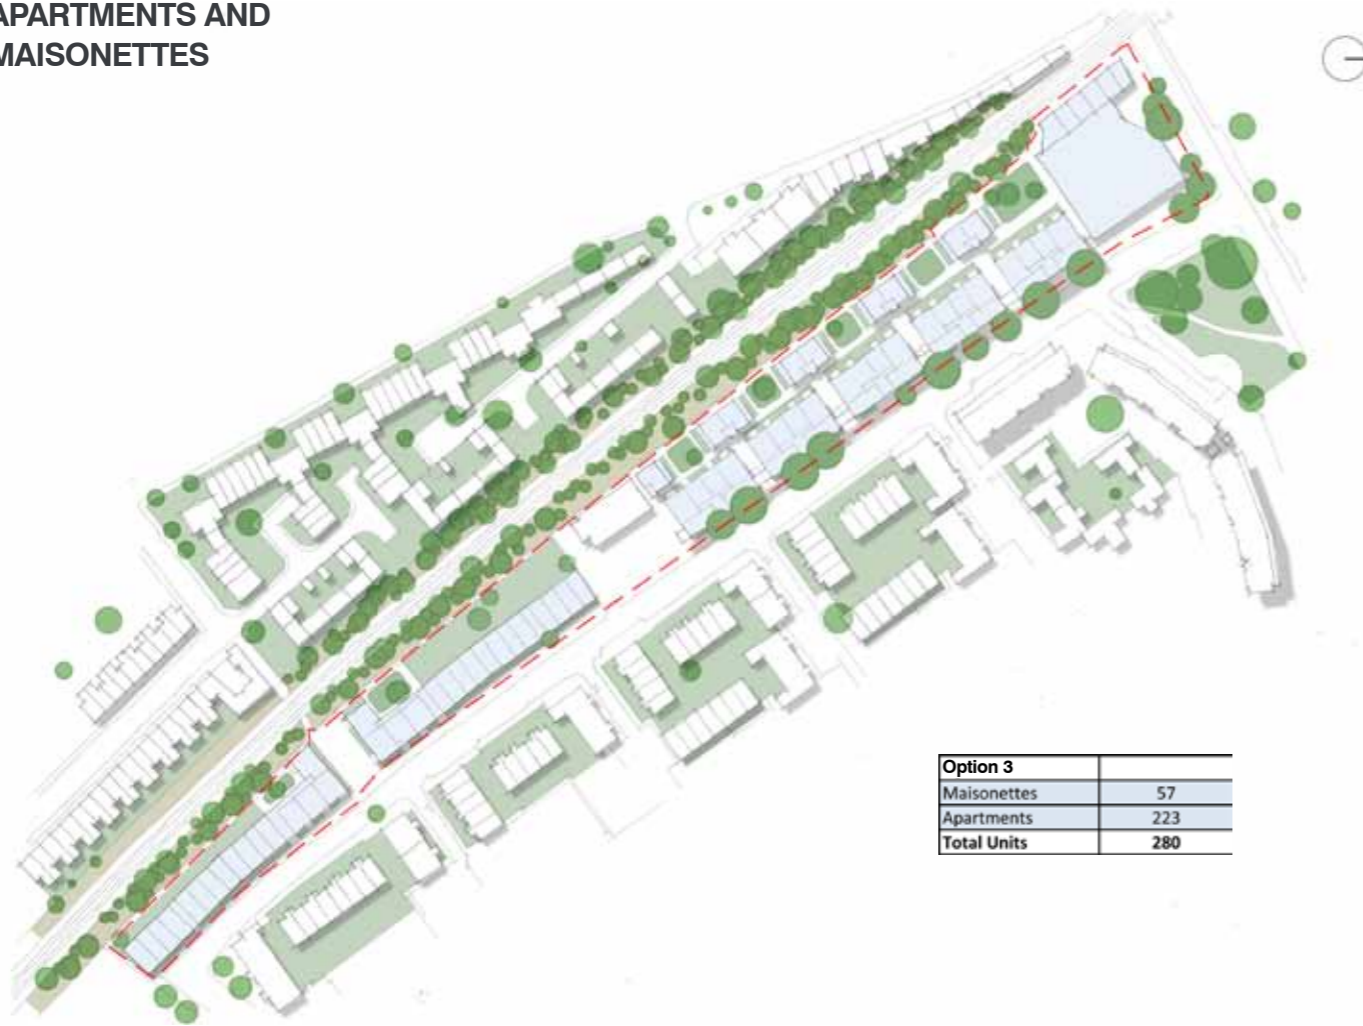 APARTMENTS AND
MAISONETTES
Option 3
Maisonettes 57
Apartments 223
Total Units 280